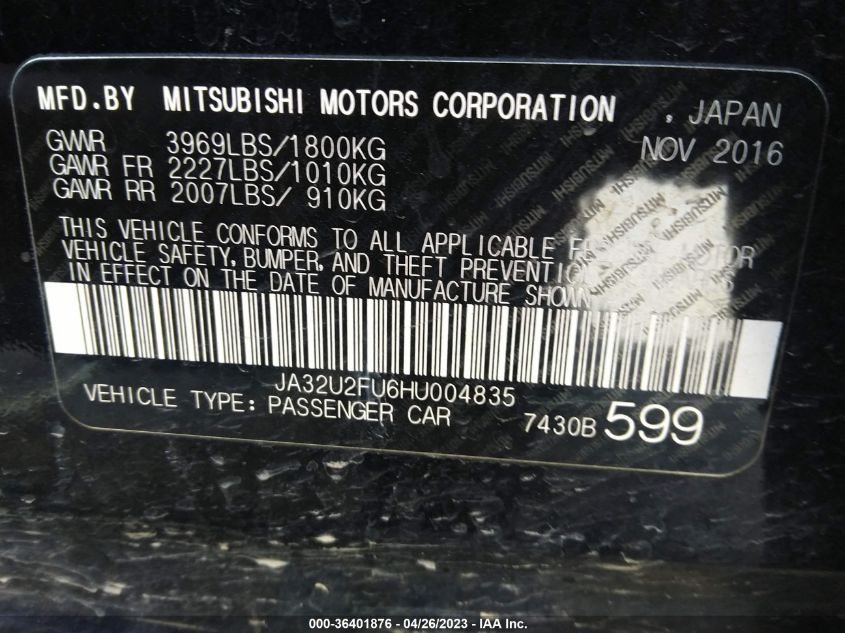 MFD.BY MITSUBISHI MOTORS CORPORATION , JAPAN
GVWR 3969LBS/1800KG NOV 2016
GAWR FR 2227LBS/1010KG
GAWR RR 2007LBS/ 910KG
THIS VEHICLE CONFORMS TO ALL APPLICABLE
VEHICLE SAFETY, BUMPER, AND THEFT PREVENTION
IN EFFECT ON THE DATE OF MANUFACTURE SHOWN
JA32U2FU6HU004835
VEHICLE TYPE: PASSENGER CAR 7430B 599
000-36401876 - 04/26/2023 - IAA Inc.